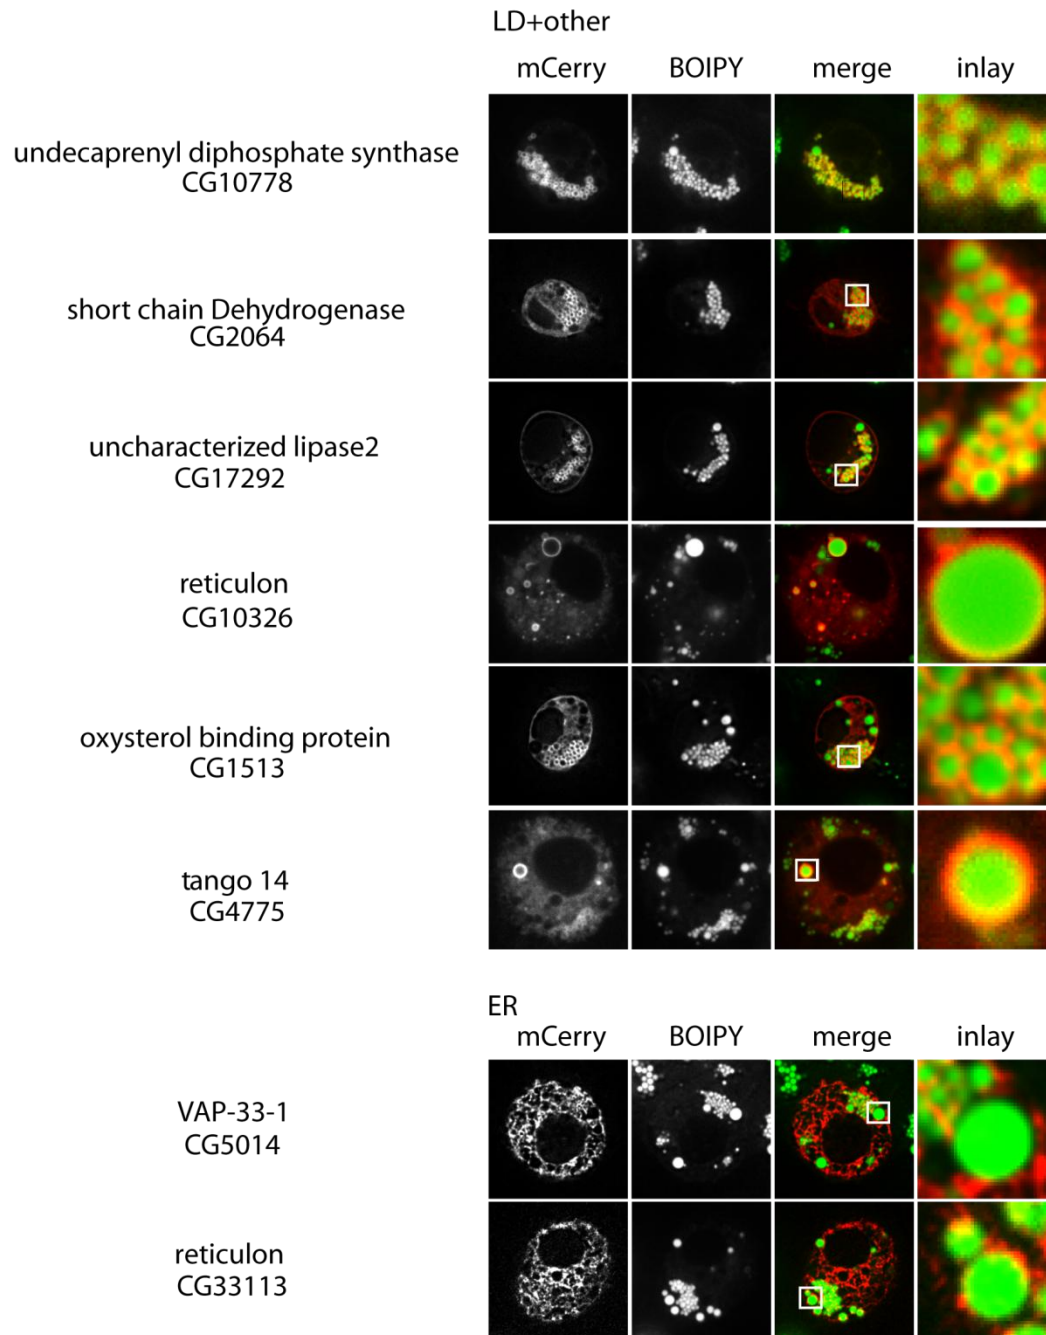 LD+other
mCerry BOIPY merge inlay
undecaprenyl diphosphate synthase
CG10778
short chain Dehydrogenase
CG2064
uncharacterized lipase2
CG17292
reticulon
CG10326
oxysterol binding protein
CG1513
tango 14
CG4775
ER
mCerry BOIPY merge inlay
VAP-33-1
CG5014
reticulon
CG33113